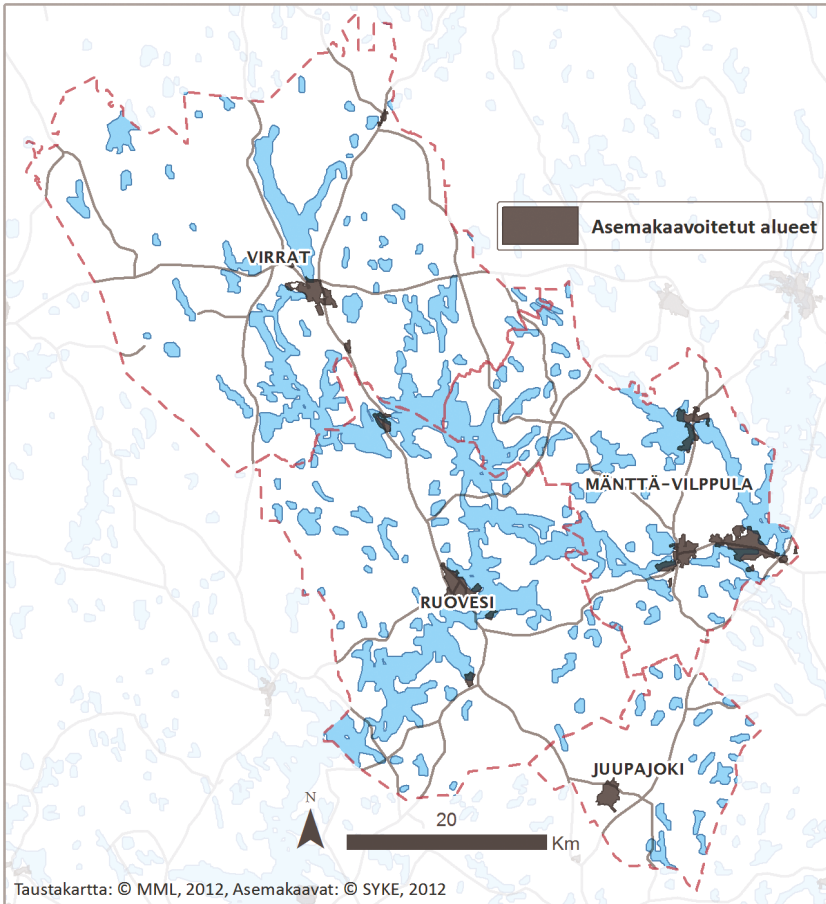 Asemakaavoitetut alueet
VIRRAT
MÄNTTÄ-VILPPULA
RUOVESI
JUUPAJOKI
N
20
Km
Taustakartta: © MML, 2012, Asemakaavat: © SYKE, 2012